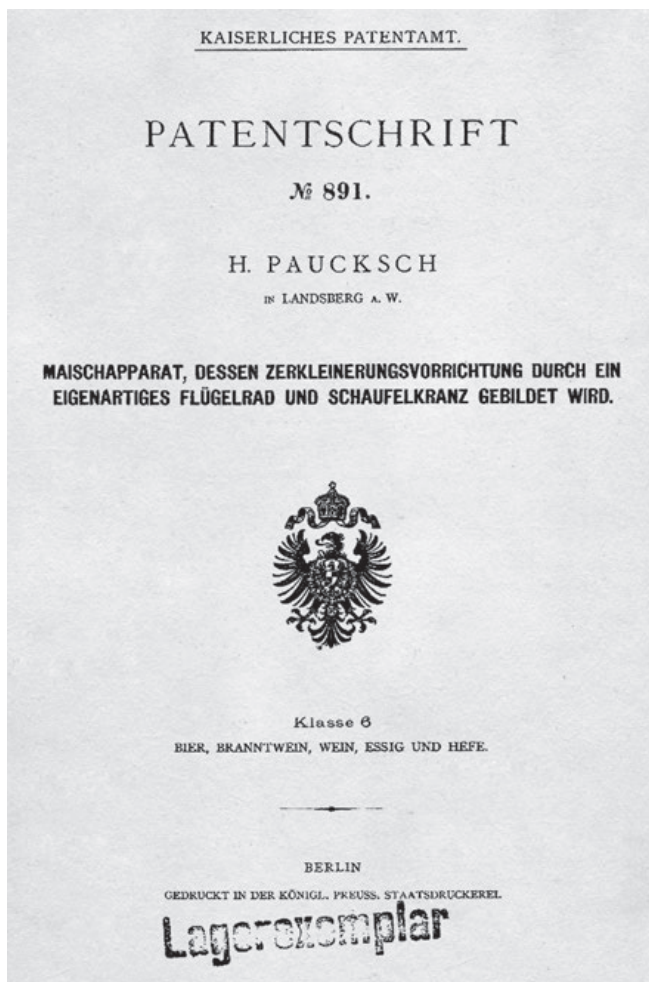 KAISERLICHES PATENTAMT.
PATENTSCHRIFT
№ 891.
H. PAUCKSCH
IN LANDSBERG A. W.
MAISCHAPPARAT, DESSEN ZERKLEINERUNGSVORRICHTUNG DURCH EIN
EIGENARTIGES FLÜGELRAD UND SCHAUFELKRANZ GEBILDET WIRD.
Klasse 6
BIER, BRANNTWEIN, WEIN, ESSIG UND HEFE.
BERLIN
GEDRUCKT IN DER KÖNIGL. PREUSS. STAATSDRUCKEREI.
Lagerexemplar